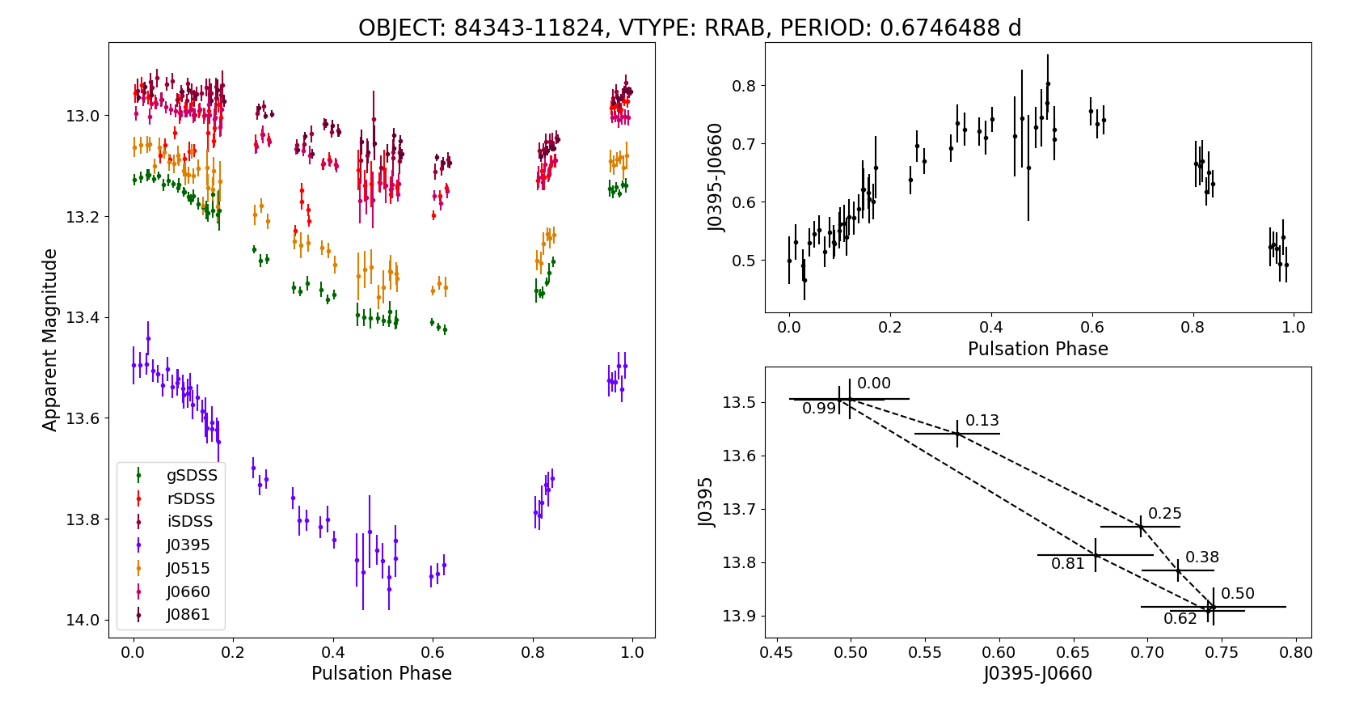 OBJECT: 84343-11824, VTYPE: RRAB, PERIOD: 0.6746488 d
Apparent Magnitude
13.0
13.2
13.4
13.6
13.8
14.0
gSDSS
rSDSS
iSDSS
J0395
J0515
J0660
J0861
0.0 0.2 0.4 0.6 0.8 1.0
Pulsation Phase
J0395-J0660
0.8
0.7
0.6
0.5
0.0 0.2 0.4 0.6 0.8 1.0
Pulsation Phase
J0395
13.5
13.6
13.7
13.8
13.9
0.00
0.99
0.13
0.25
0.38
0.81
0.50
0.62
0.45 0.50 0.55 0.60 0.65 0.70 0.75 0.80
J0395-J0660